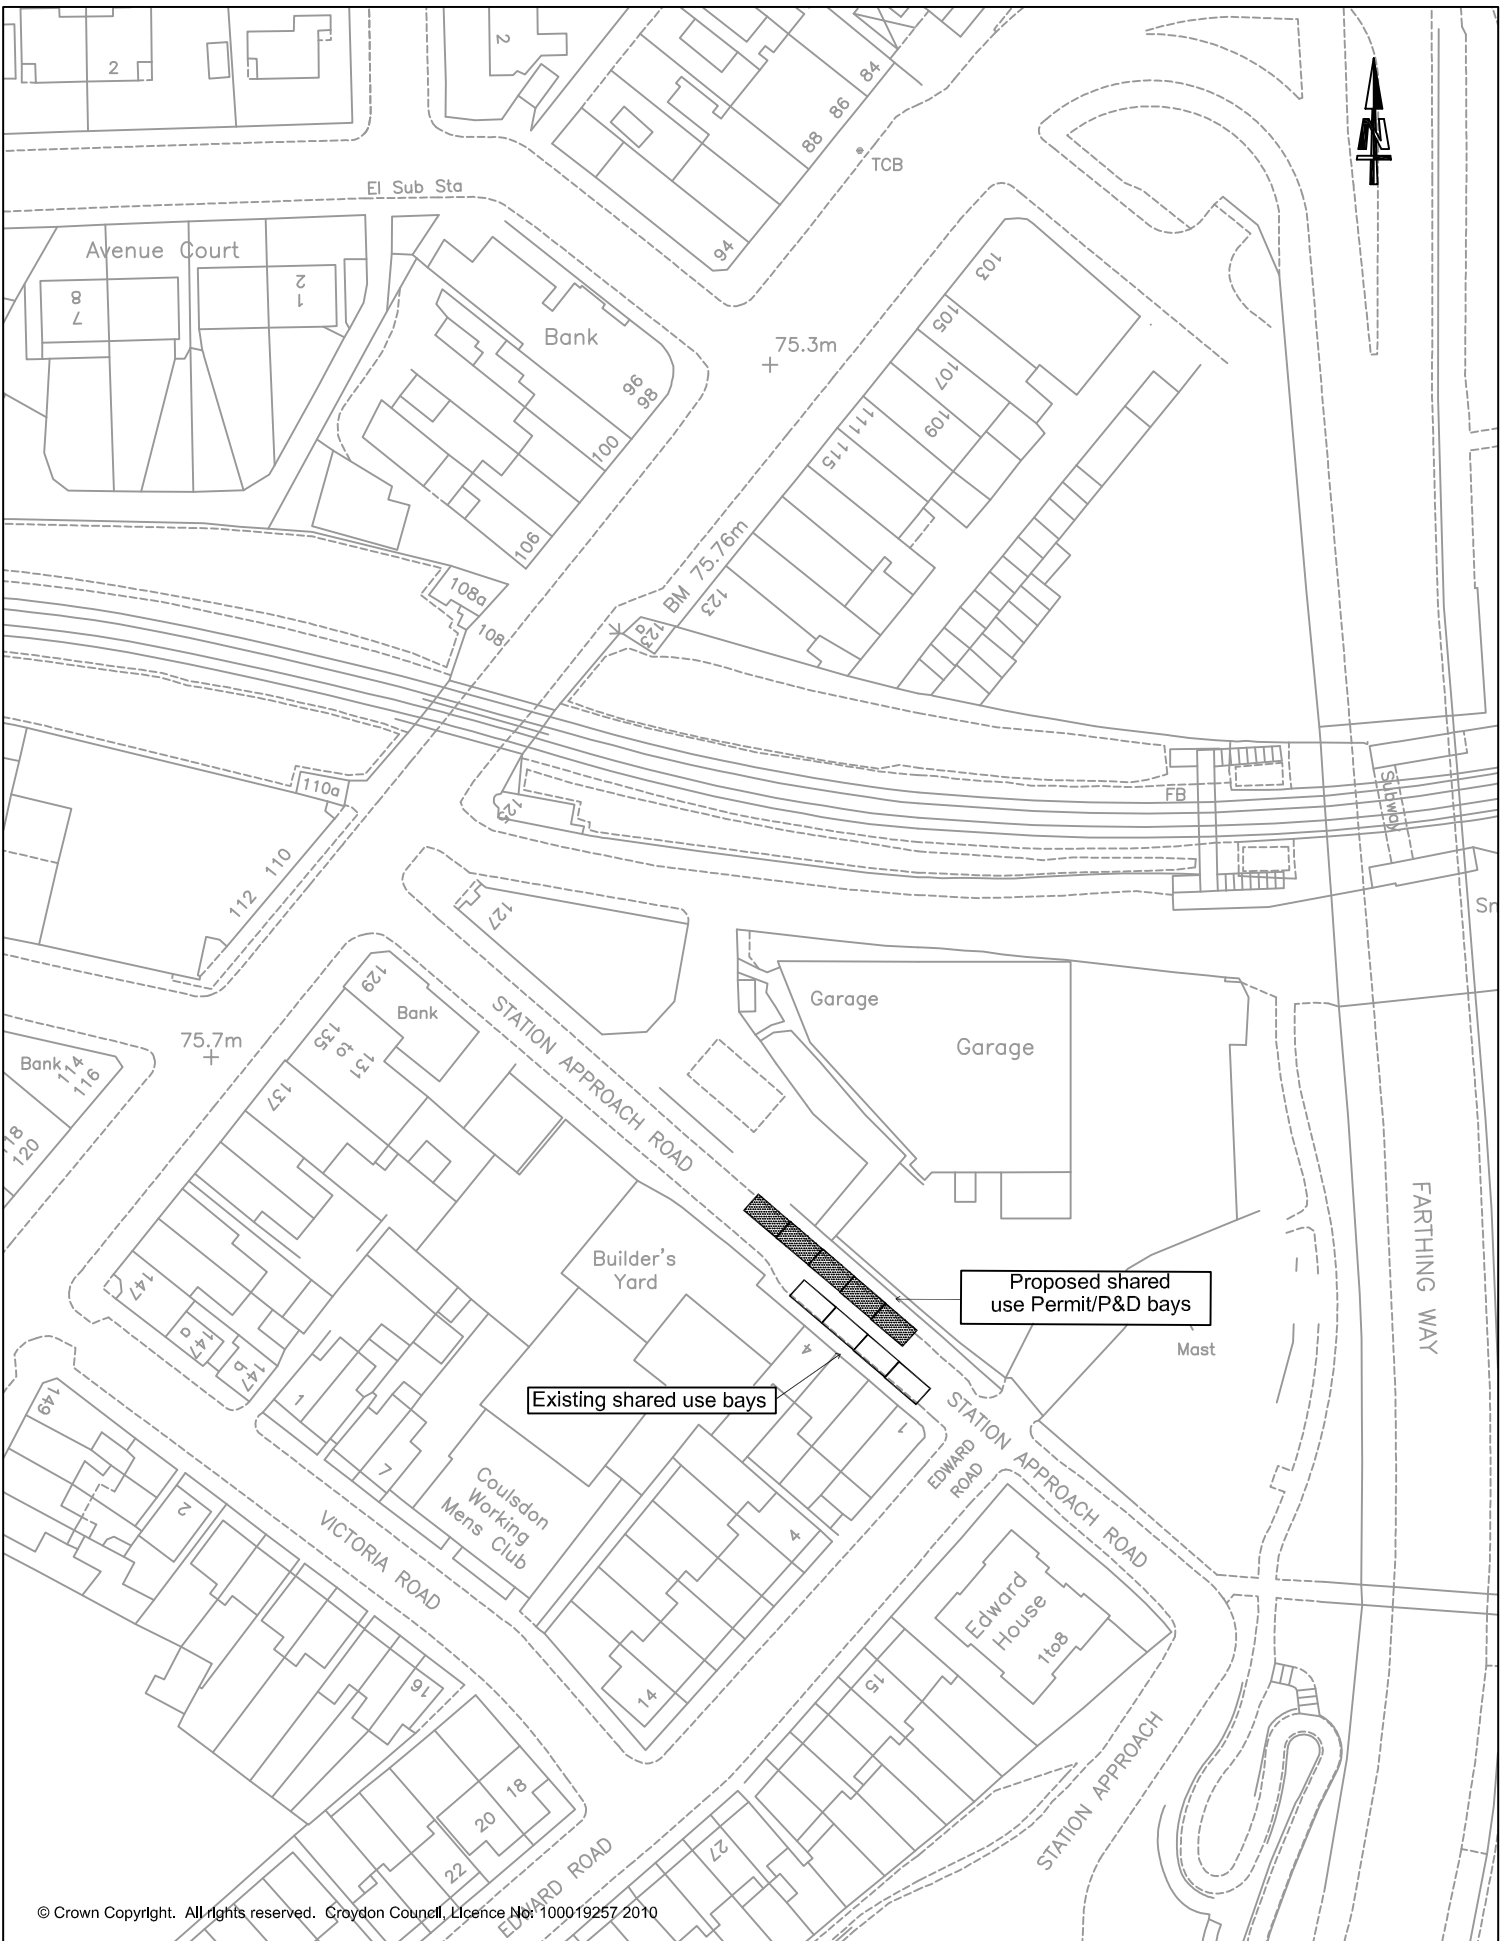 2
2
84
86
88
94
TCB
N
El Sub Sta
Avenue Court
8
7
2
1
Bank
96
98
100
106
75.3m
103
105
107
109
111
115
BM 75.76m
123
123a
108a
108
110a
110
112
125
127
FB
Subway
Sn
129
Bank
135
to
131
137
75.7m
Bank
114
116
118
120
STATION APPROACH ROAD
Garage
Garage
Builder's
Yard
Proposed shared
use Permit/P&D bays
Mast
FARTHING WAY
Existing shared use bays
4
1
147
147a
147a
149
1
7
2
Coulsdon
Working
Mens Club
VICTORIA ROAD
EDWARD
ROAD
STATION APPROACH ROAD
4
14
16
Edward
House
1to8
15
18
20
22
27
EDWARD ROAD
STATION APPROACH
© Crown Copyright. All rights reserved. Croydon Council, Licence No: 100019257 2010